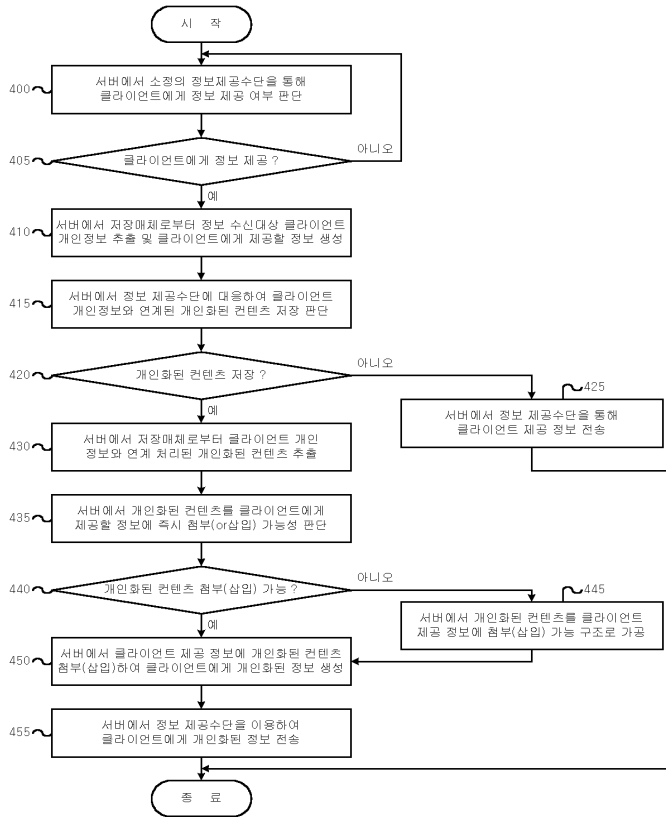 시 작
400
서버에서 소정의 정보제공수단을 통해
클라이언트에게 정보 제공 여부 판단
405
클라이언트에게 정보 제공 ?
아니오
예
410
서버에서 저장매체로부터 정보 수신대상 클라이언트
개인정보 추출 및 클라이언트에게 제공할 정보 생성
415
서버에서 정보 제공수단에 대응하여 클라이언트
개인정보와 연계된 개인화된 컨텐츠 저장 판단
420
개인화된 컨텐츠 저장 ?
아니오
예
425
서버에서 정보 제공수단을 통해
클라이언트 제공 정보 전송
430
서버에서 저장매체로부터 클라이언트 개인
정보와 연계 처리된 개인화된 컨텐츠 추출
435
서버에서 개인화된 컨텐츠를 클라이언트에게
제공할 정보에 즉시 첨부(or삽입) 가능성 판단
440
개인화된 컨텐츠 첨부(삽입) 가능 ?
아니오
예
445
서버에서 개인화된 컨텐츠를 클라이언트
제공 정보에 첨부(삽입) 가능 구조로 가공
450
서버에서 클라이언트 제공 정보에 개인화된 컨텐츠
첨부(삽입)하여 클라이언트에게 개인화된 정보 생성
455
서버에서 정보 제공수단을 이용하여
클라이언트에게 개인화된 정보 전송
종 료